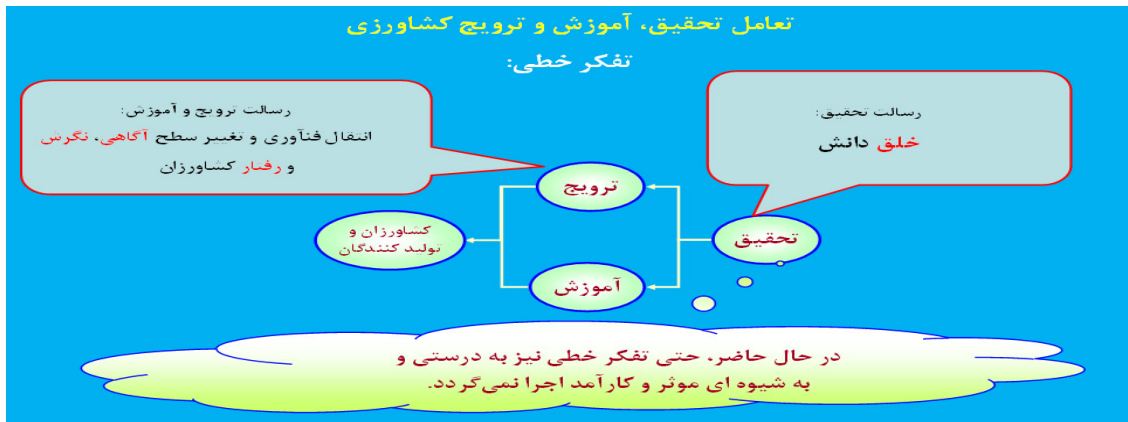 تعامل تحقیق، آموزش و ترویج کشاورزی
تفکر خطی:
رسالت تحقیق:
خلق دانش
رسالت ترویج و آموزش:
انتقال فنآوری و تغییر سطح آگاهی، نگرش
و رفتار کشاورزان
ترویج
تحقیق
کشاورزان و
تولید کنندگان
آموزش
در حال حاضر، حتی تفکر خطی نیز به درستی و
به شیوه ای موثر و کارآمد اجرا نمی‌گردد.